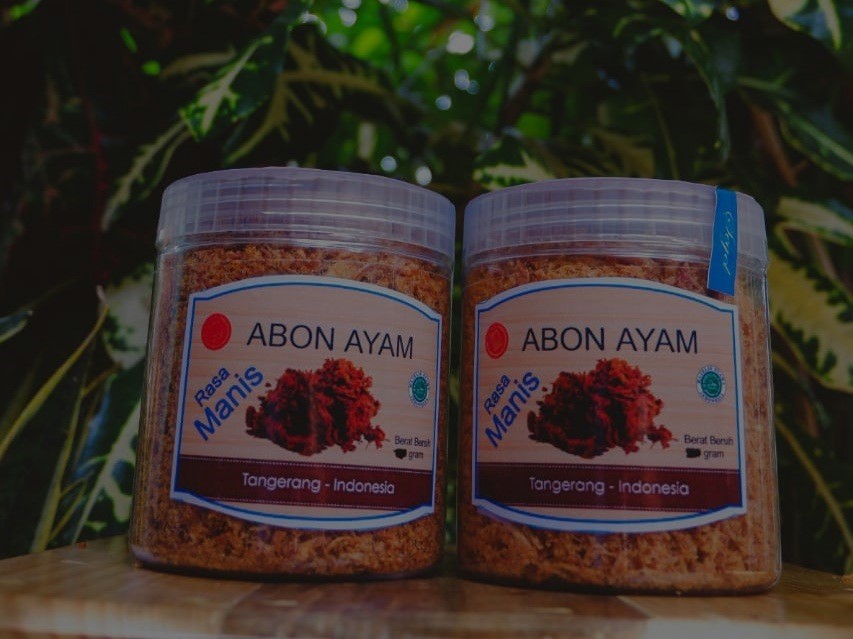 ABON AYAM
Rasa
Manis
Berat Bersih
gram
Tangerang - Indonesia
ABON AYAM
Rasa
Manis
Berat Bersih
gram
Tangerang - Indonesia